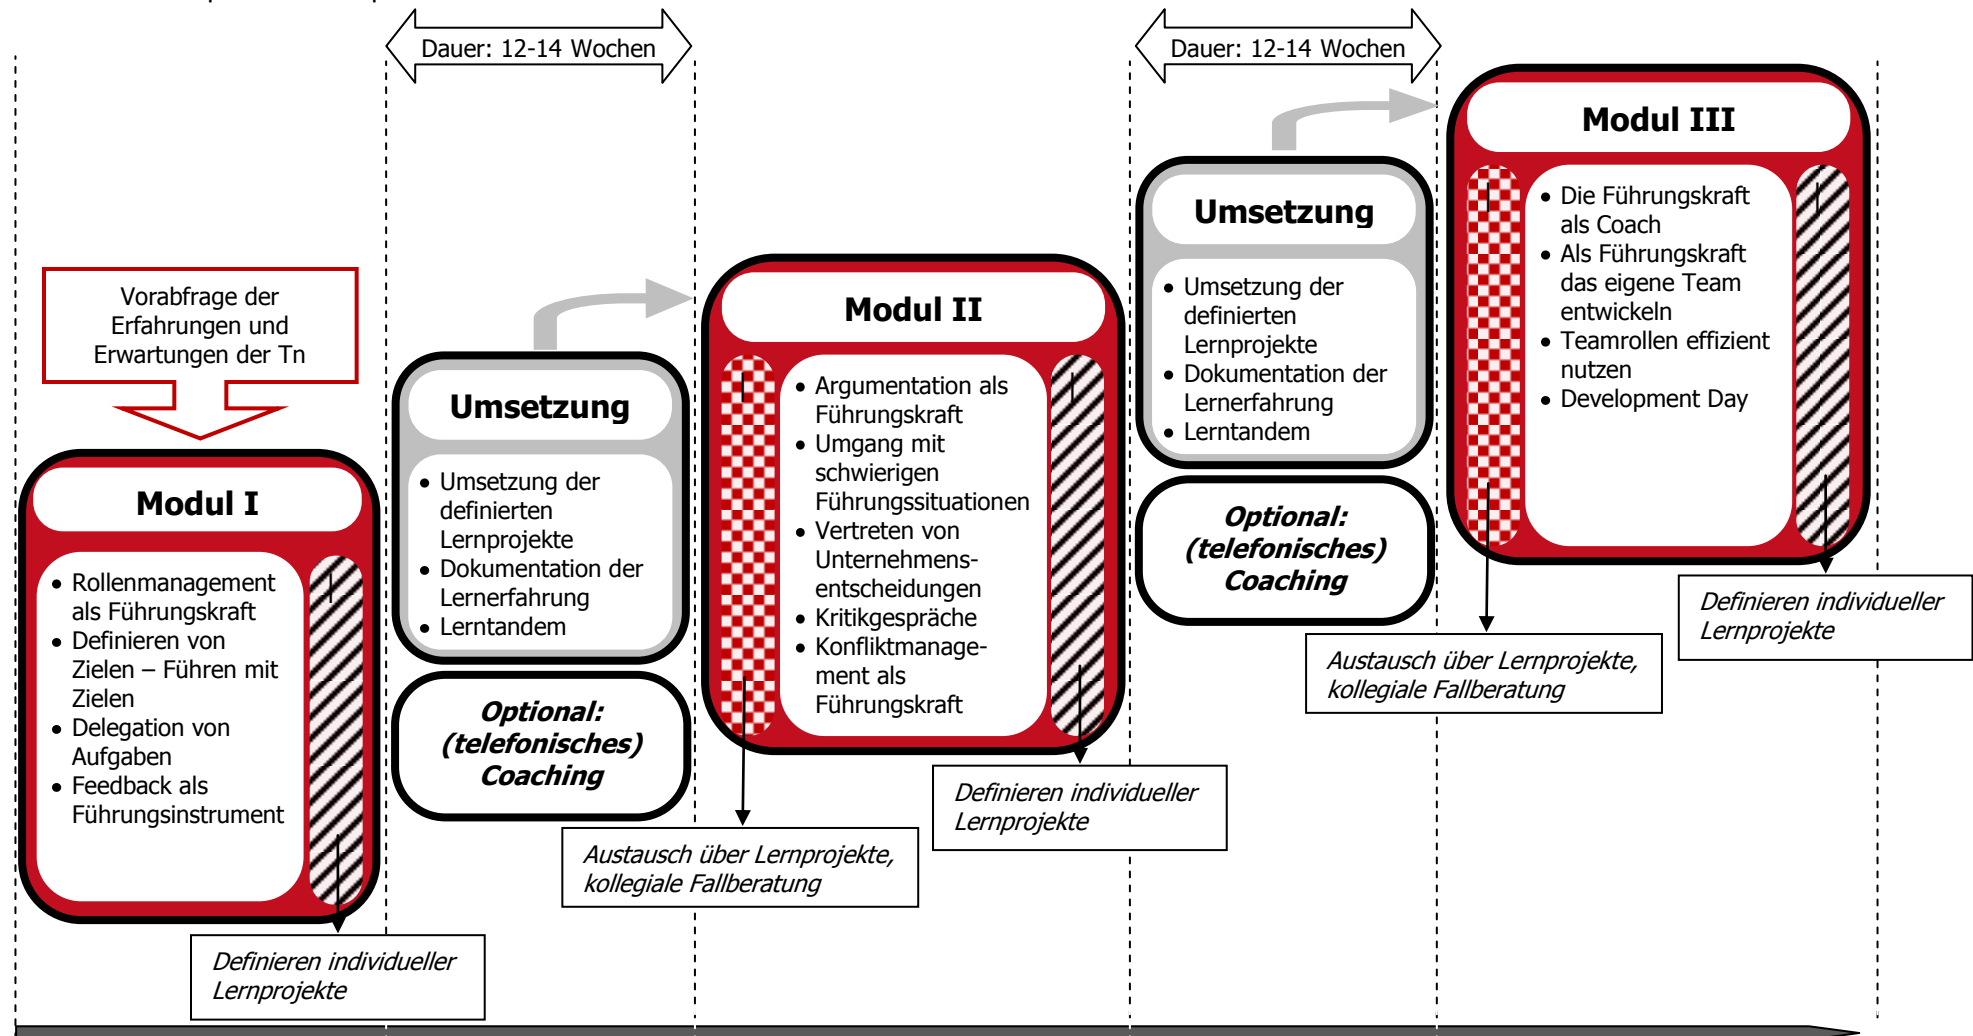 Dauer: 12-14 Wochen
Dauer: 12-14 Wochen
Vorabfrage der
Erfahrungen und
Erwartungen der Tn
Modul I
• Rollenmanagement
als Führungskraft
• Definieren von
Zielen – Führen mit
Zielen
• Delegation von
Aufgaben
• Feedback als
Führungsinstrument
Definieren individueller
Lernprojekte
Umsetzung
• Umsetzung der
definierten
Lernprojekte
• Dokumentation der
Lernerfahrung
• Lerntandem
Optional:
(telefonisches)
Coaching
Modul II
• Argumentation als
Führungskraft
• Umgang mit
schwierigen
Führungssituationen
• Vertreten von
Unternehmens-
entscheidungen
• Kritikgespräche
• Konfliktmanage-
ment als
Führungskraft
Austausch über Lernprojekte,
kollegiale Fallberatung
Definieren individueller
Lernprojekte
Umsetzung
• Umsetzung der
definierten
Lernprojekte
• Dokumentation der
Lernerfahrung
• Lerntandem
Optional:
(telefonisches)
Coaching
Modul III
• Die Führungskraft
als Coach
• Als Führungskraft
das eigene Team
entwickeln
• Teamrollen effizient
nutzen
• Development Day
Austausch über Lernprojekte,
kollegiale Fallberatung
Definieren individueller
Lernprojekte